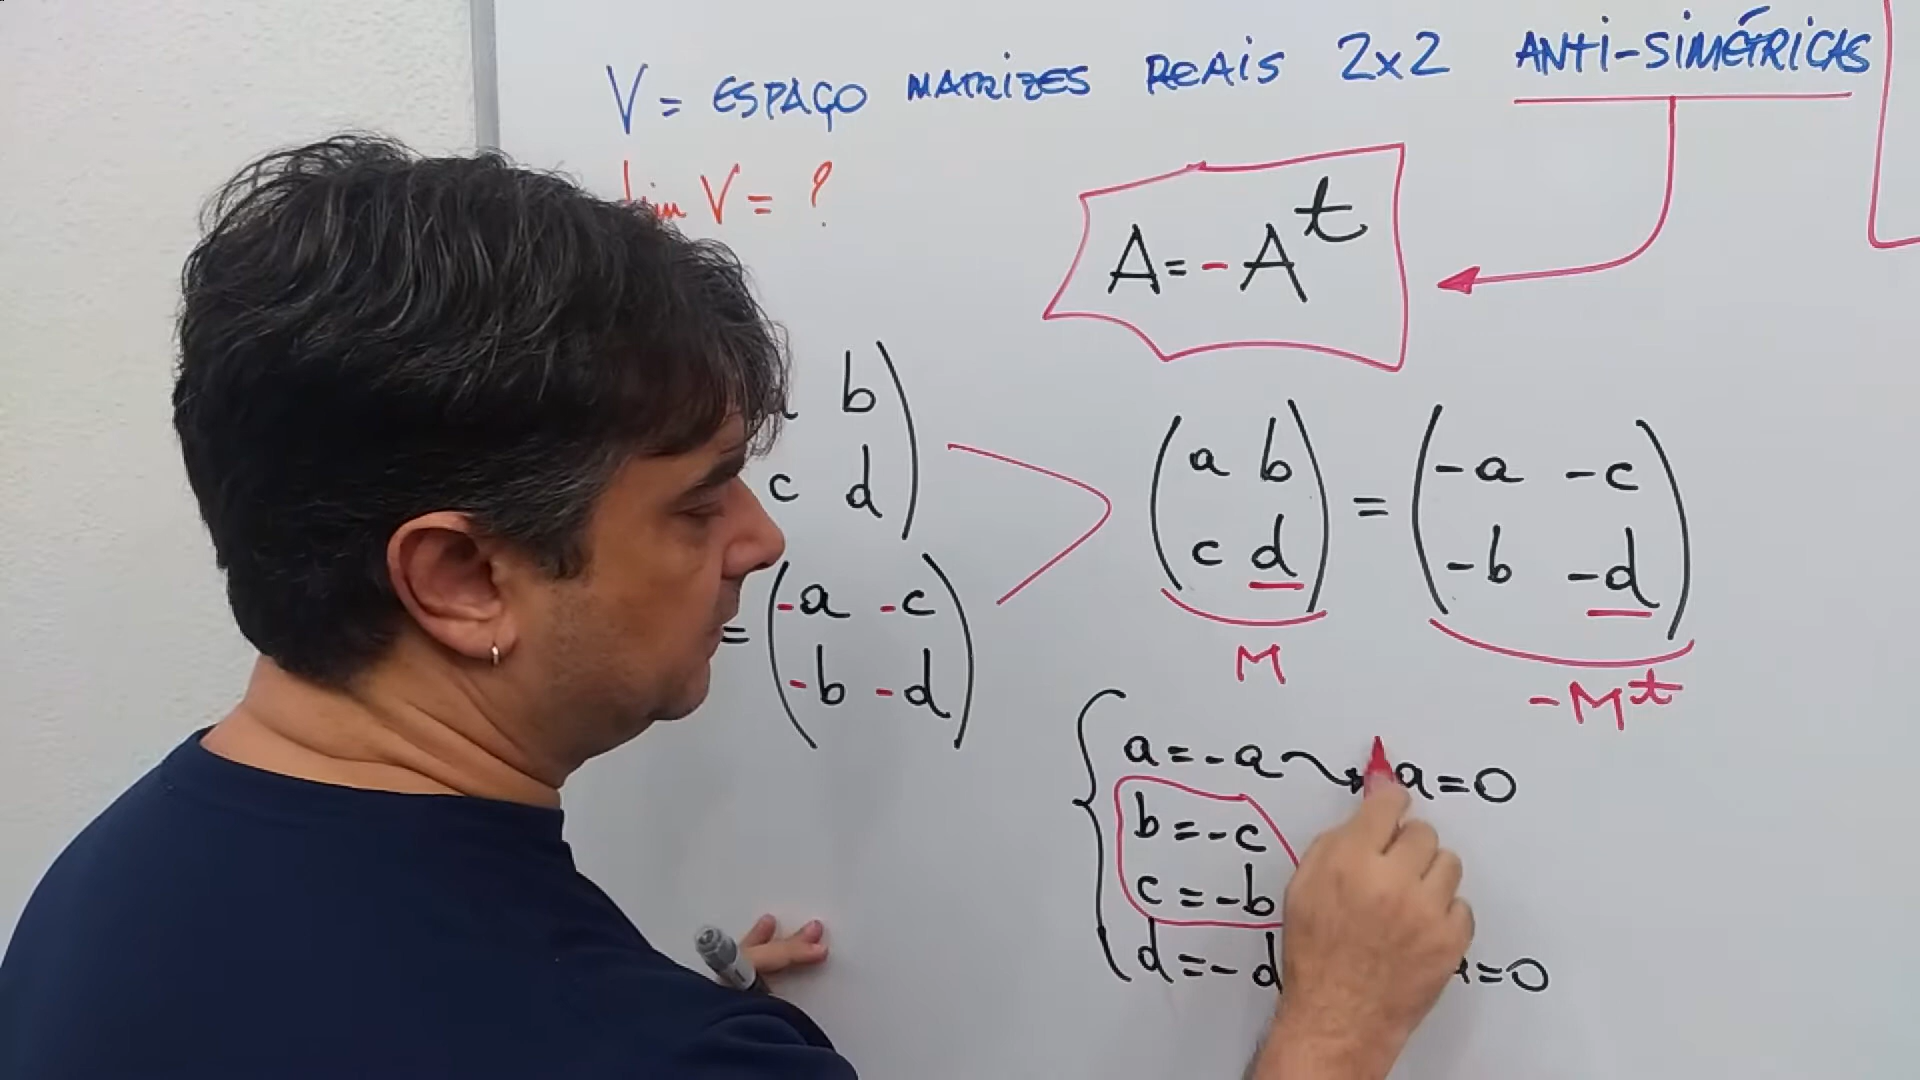 V = ESPAÇO MATRIZES REAIS 2x2 ANTI-SIMÉTRICAS
V = ?
A = -A^t
b
c d
= (-a -c
-b -d)
(a b
c d) = (-a -c
-b -d)
M
-M^t
a = -a a = 0
b = -c
c = -b
d = -d = 0